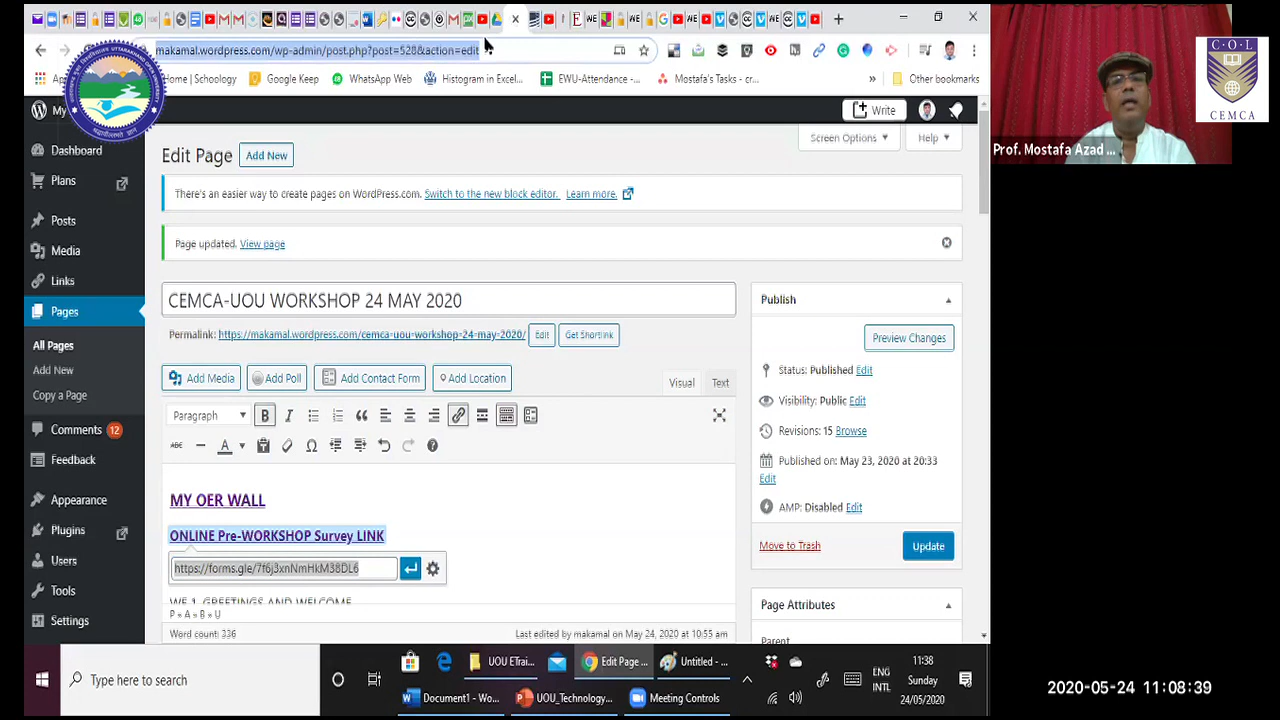 makamal.wordpress.com/wp-admin/post.php?post=528&action=edit
Home | Schoology
Google Keep
WhatsApp Web
Histogram in Excel...
EWU-Attendance - ...
Mostafa's Tasks - cr...
»
Other bookmarks
My
Write
Edit Page
Add New
Screen Options
Help
There's an easier way to create pages on WordPress.com. Switch to the new block editor. Learn more.
Page updated. View page
Dashboard
Plans
Posts
Media
Links
Pages
All Pages
Add New
Copy a Page
Comments 12
Feedback
Appearance
Plugins
Users
Tools
Settings
CEMCA-UOU WORKSHOP 24 MAY 2020
Permalink: https://makamal.wordpress.com/cemca-uou-workshop-24-may-2020/ Edit Get Shortlink
Add Media
Add Poll
Add Contact Form
Add Location
Visual
Text
Paragraph
B
I
ABC
A
MY OER WALL
ONLINE Pre-WORKSHOP Survey LINK
https://forms.gle/7f6j3xnNmHkM38DL6
WE 1. GREETINGS AND WELCOME
P » A » B » U
Word count: 336
Last edited by makamal on May 24, 2020 at 10:55 am
Publish
Preview Changes
Status: Published Edit
Visibility: Public Edit
Revisions: 15 Browse
Published on: May 23, 2020 at 20:33
Edit
AMP: Disabled Edit
Move to Trash
Update
Page Attributes
Parent
Type here to search
UOU ETrai...
Edit Page ...
Untitled - ...
Document1 - Wo...
UOU_Technology...
Meeting Controls
ENG
INTL
11:38
Sunday
24/05/2020
Prof. Mostafa Azad ...
C·O·L
CEMCA
2020-05-24 11:08:39